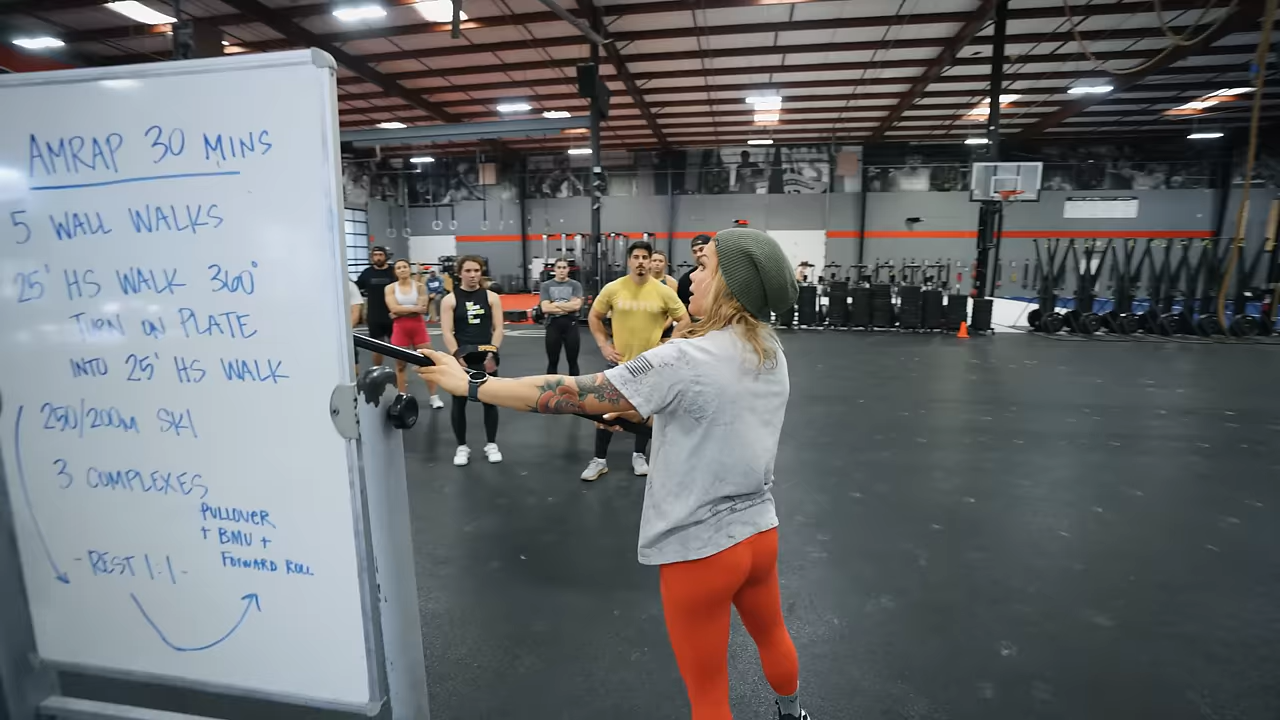 AMRAP 30 MINS
5 WALL WALKS
25' HS WALK 360°
TURN ON PLATE
INTO 25' HS WALK
250/200M SKI
3 COMPLEXES
PULLOVER
+ BMU +
FORWARD ROLL
- REST 1:1 -